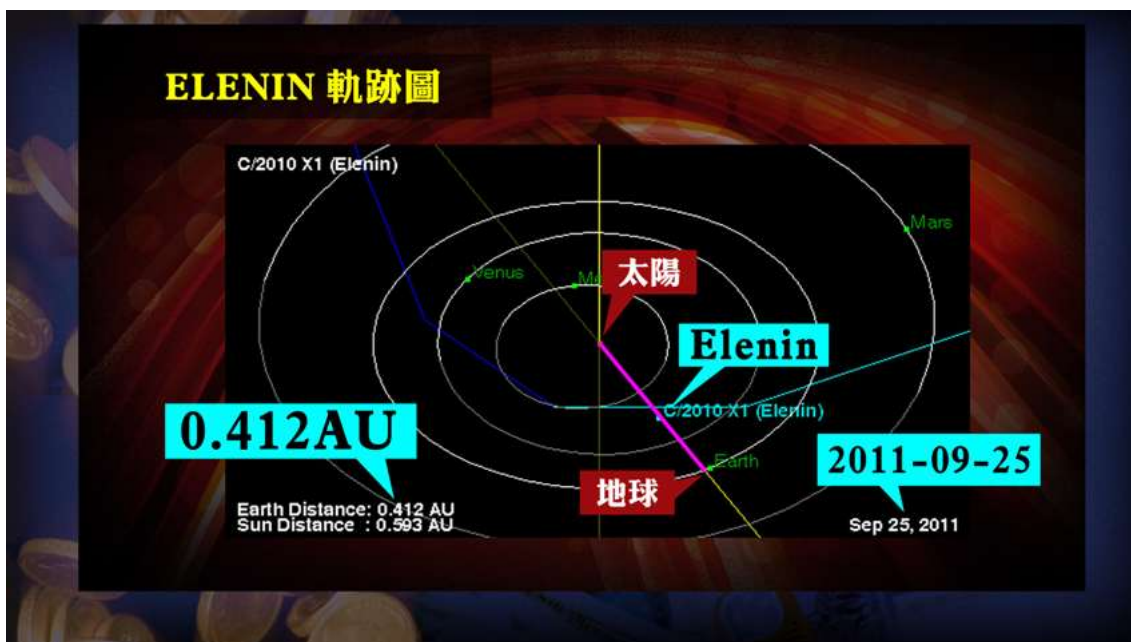 ELENIN 軌跡圖
C/2010 X1 (Elenin)
Mars
Venus
Me
太陽
Elenin
C/2010 X1 (Elenin)
0.412AU
Earth
2011-09-25
地球
Earth Distance: 0.412 AU
Sun Distance : 0.593 AU
Sep 25, 2011